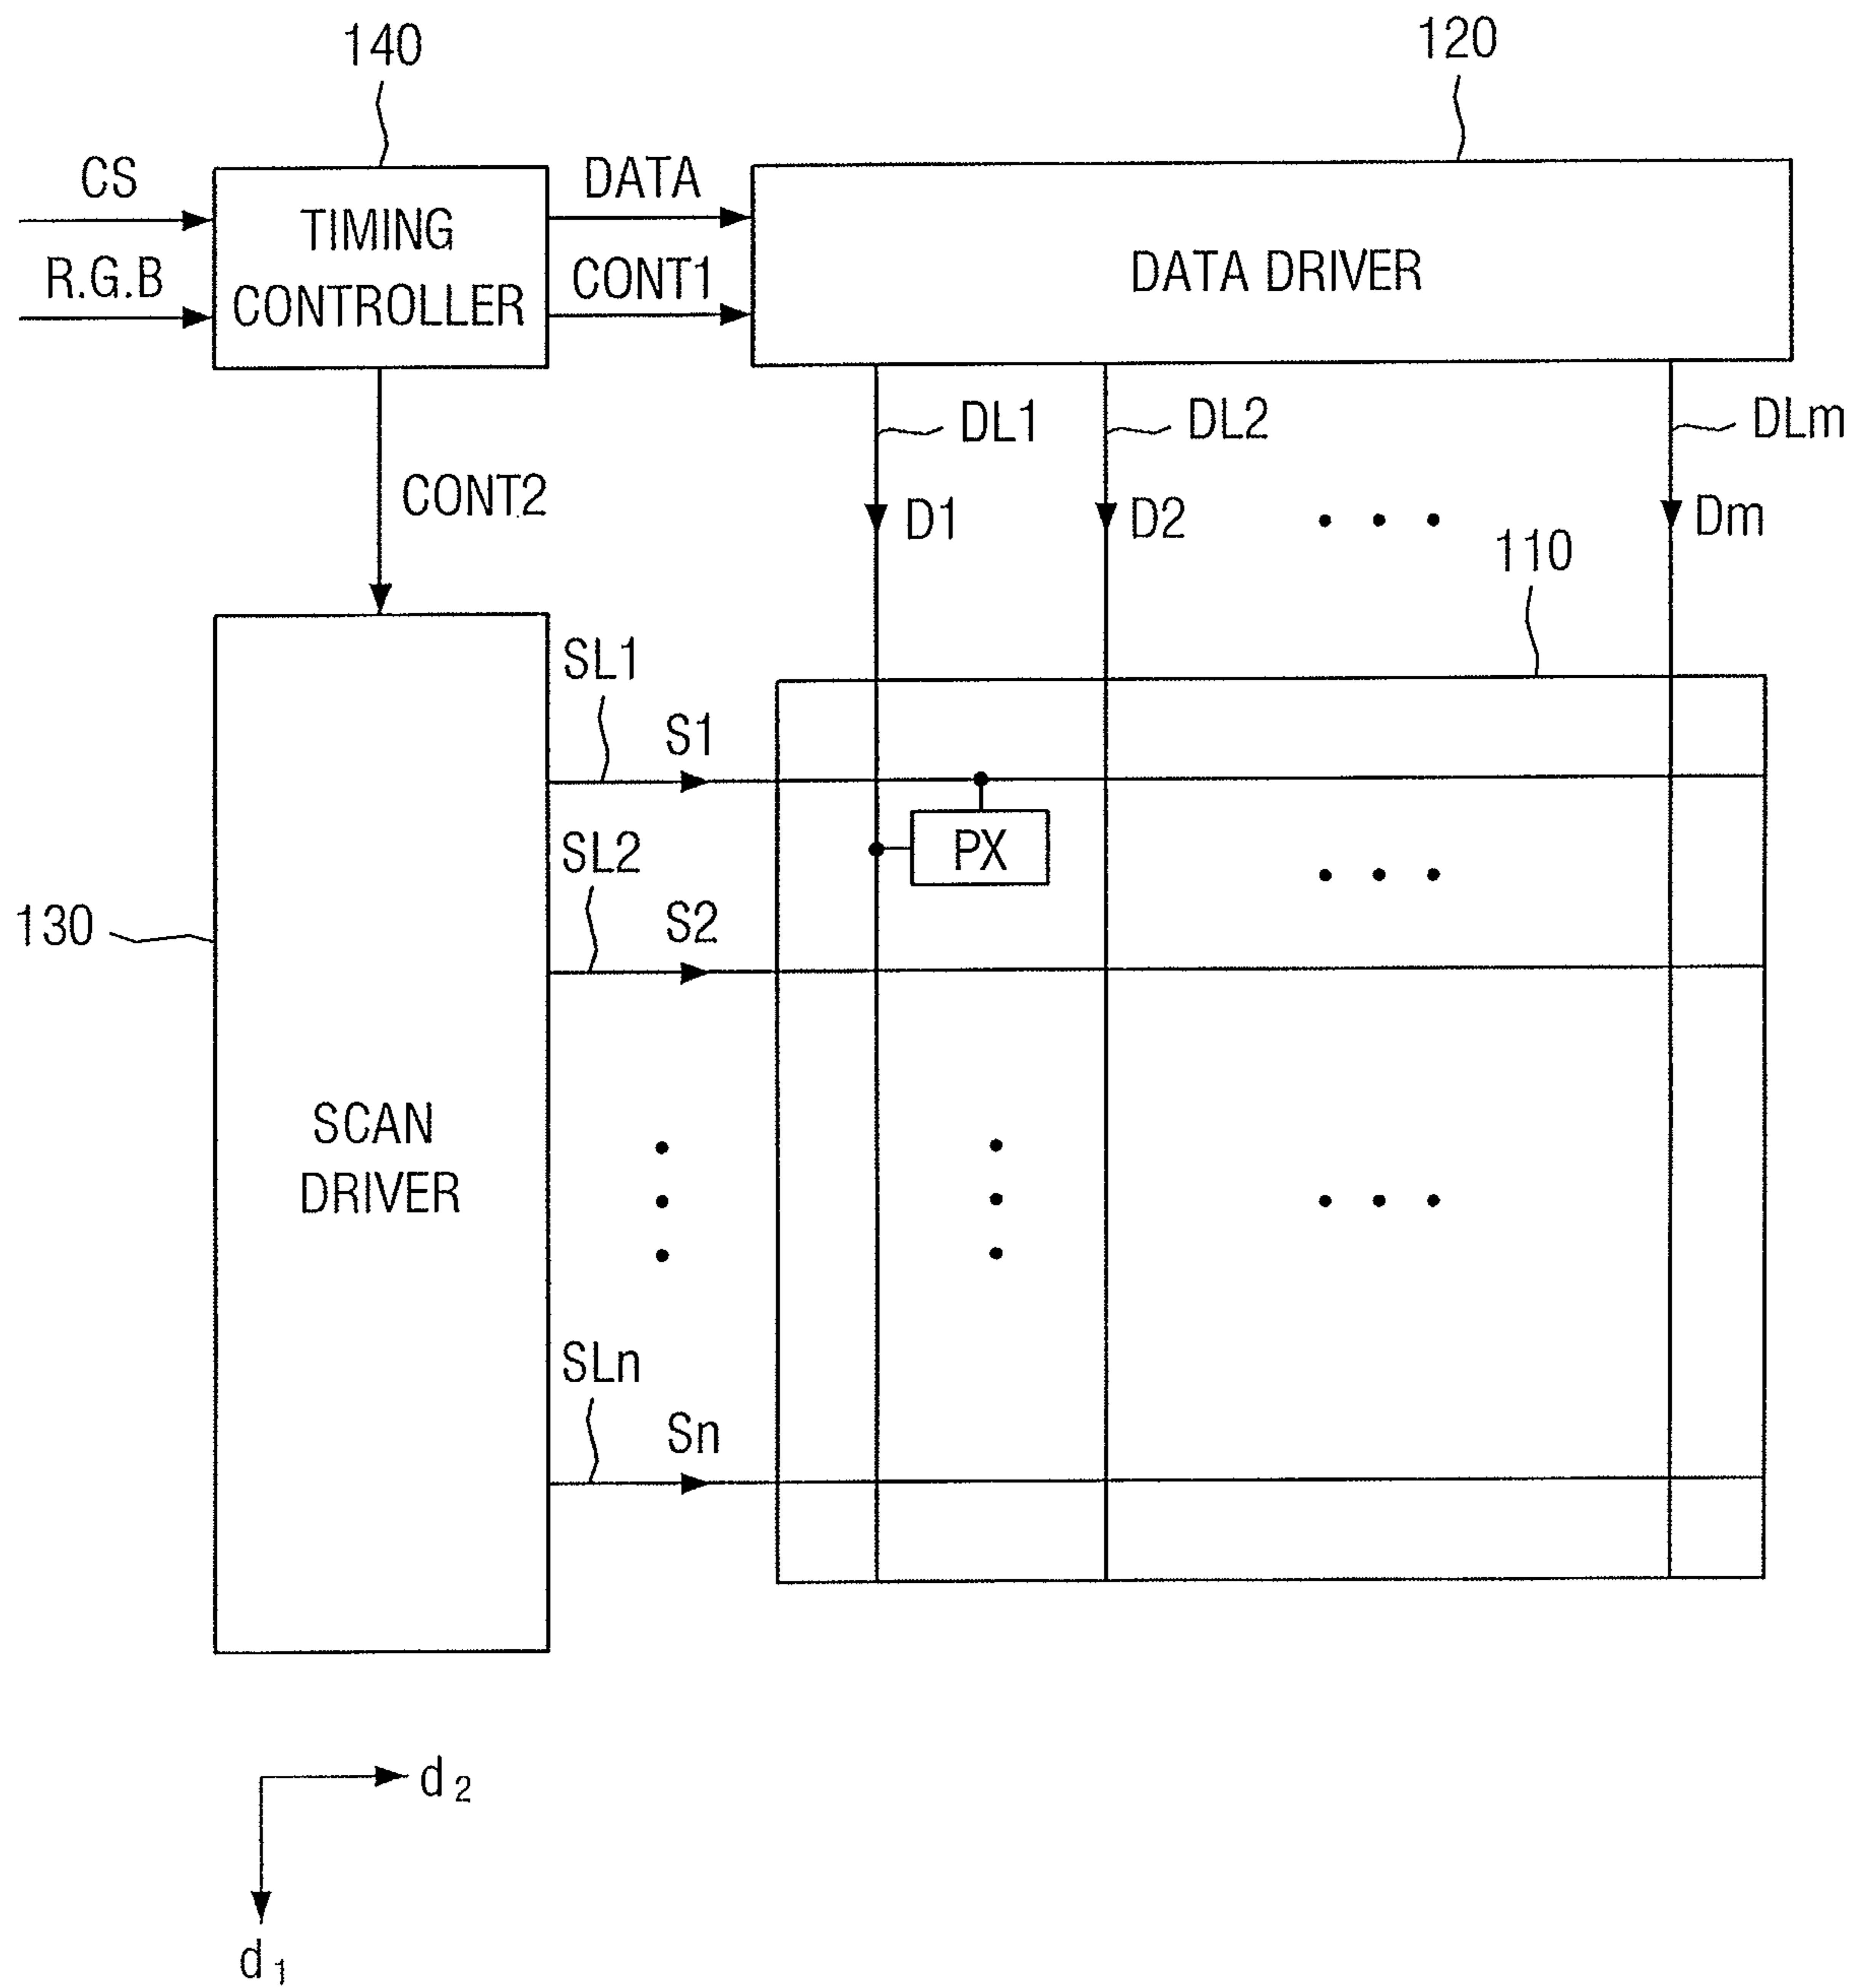 140
120
CS
R.G.B
TIMING
CONTROLLER
DATA
CONT1
DATA DRIVER
CONT2
DL1
DL2
DLm
D1
D2
Dm
110
SL1
S1
PX
SL2
S2
130
SCAN
DRIVER
SLn
Sn
d2
d1